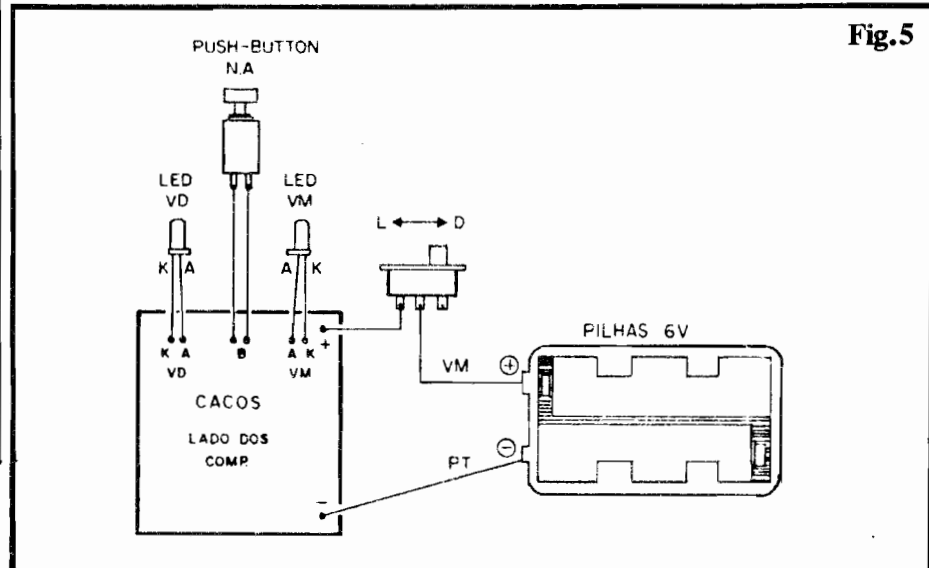 Fig.5
PUSH-BUTTON
N.A
LED
VD
LED
VM
L D
K A
A K
+
K A
B
A K
VD
VM
CACOS
LADO DOS
COMP.
−
PILHAS 6V
VM
+
−
PT